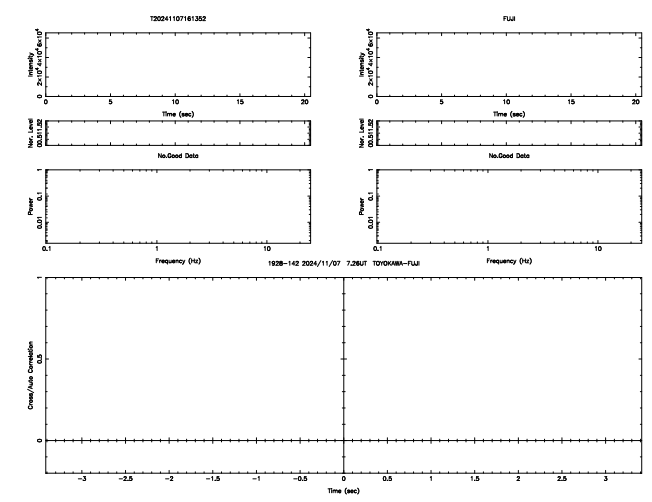 T20241107161352
FUJI
Intensity
0 2×10⁴ 4×10⁴ 6×10⁴
0 5 10 15 20
Time (sec)
Intensity
0 2×10⁴ 4×10⁴ 6×10⁴
0 5 10 15 20
Time (sec)
Nor. Level
00.511.52
Nor. Level
00.511.52
No.Good Data
No.Good Data
Power
0.01 0.1 1
0.1 1 10
Frequency (Hz)
Power
0.01 0.1 1
0.1 1 10
Frequency (Hz)
1928-142 2024/11/07 7.26UT TOYOKAWA-FUJI
Cross/Auto Correlation
0 0.5 1
-3 -2.5 -2 -1.5 -1 -0.5 0 0.5 1 1.5 2 2.5 3
Time (sec)